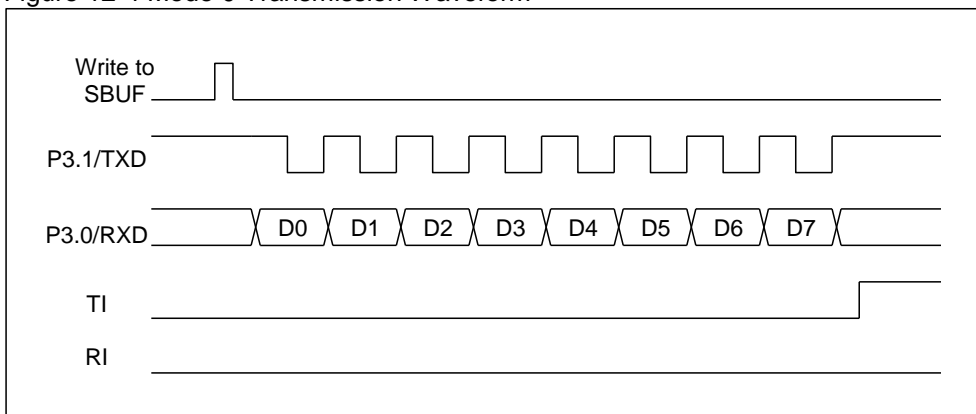 Figure 12-1 Mode 0 Transmission Waveform
Write to
SBUF
P3.1/TXD
P3.0/RXD
D0 D1 D2 D3 D4 D5 D6 D7
TI
RI